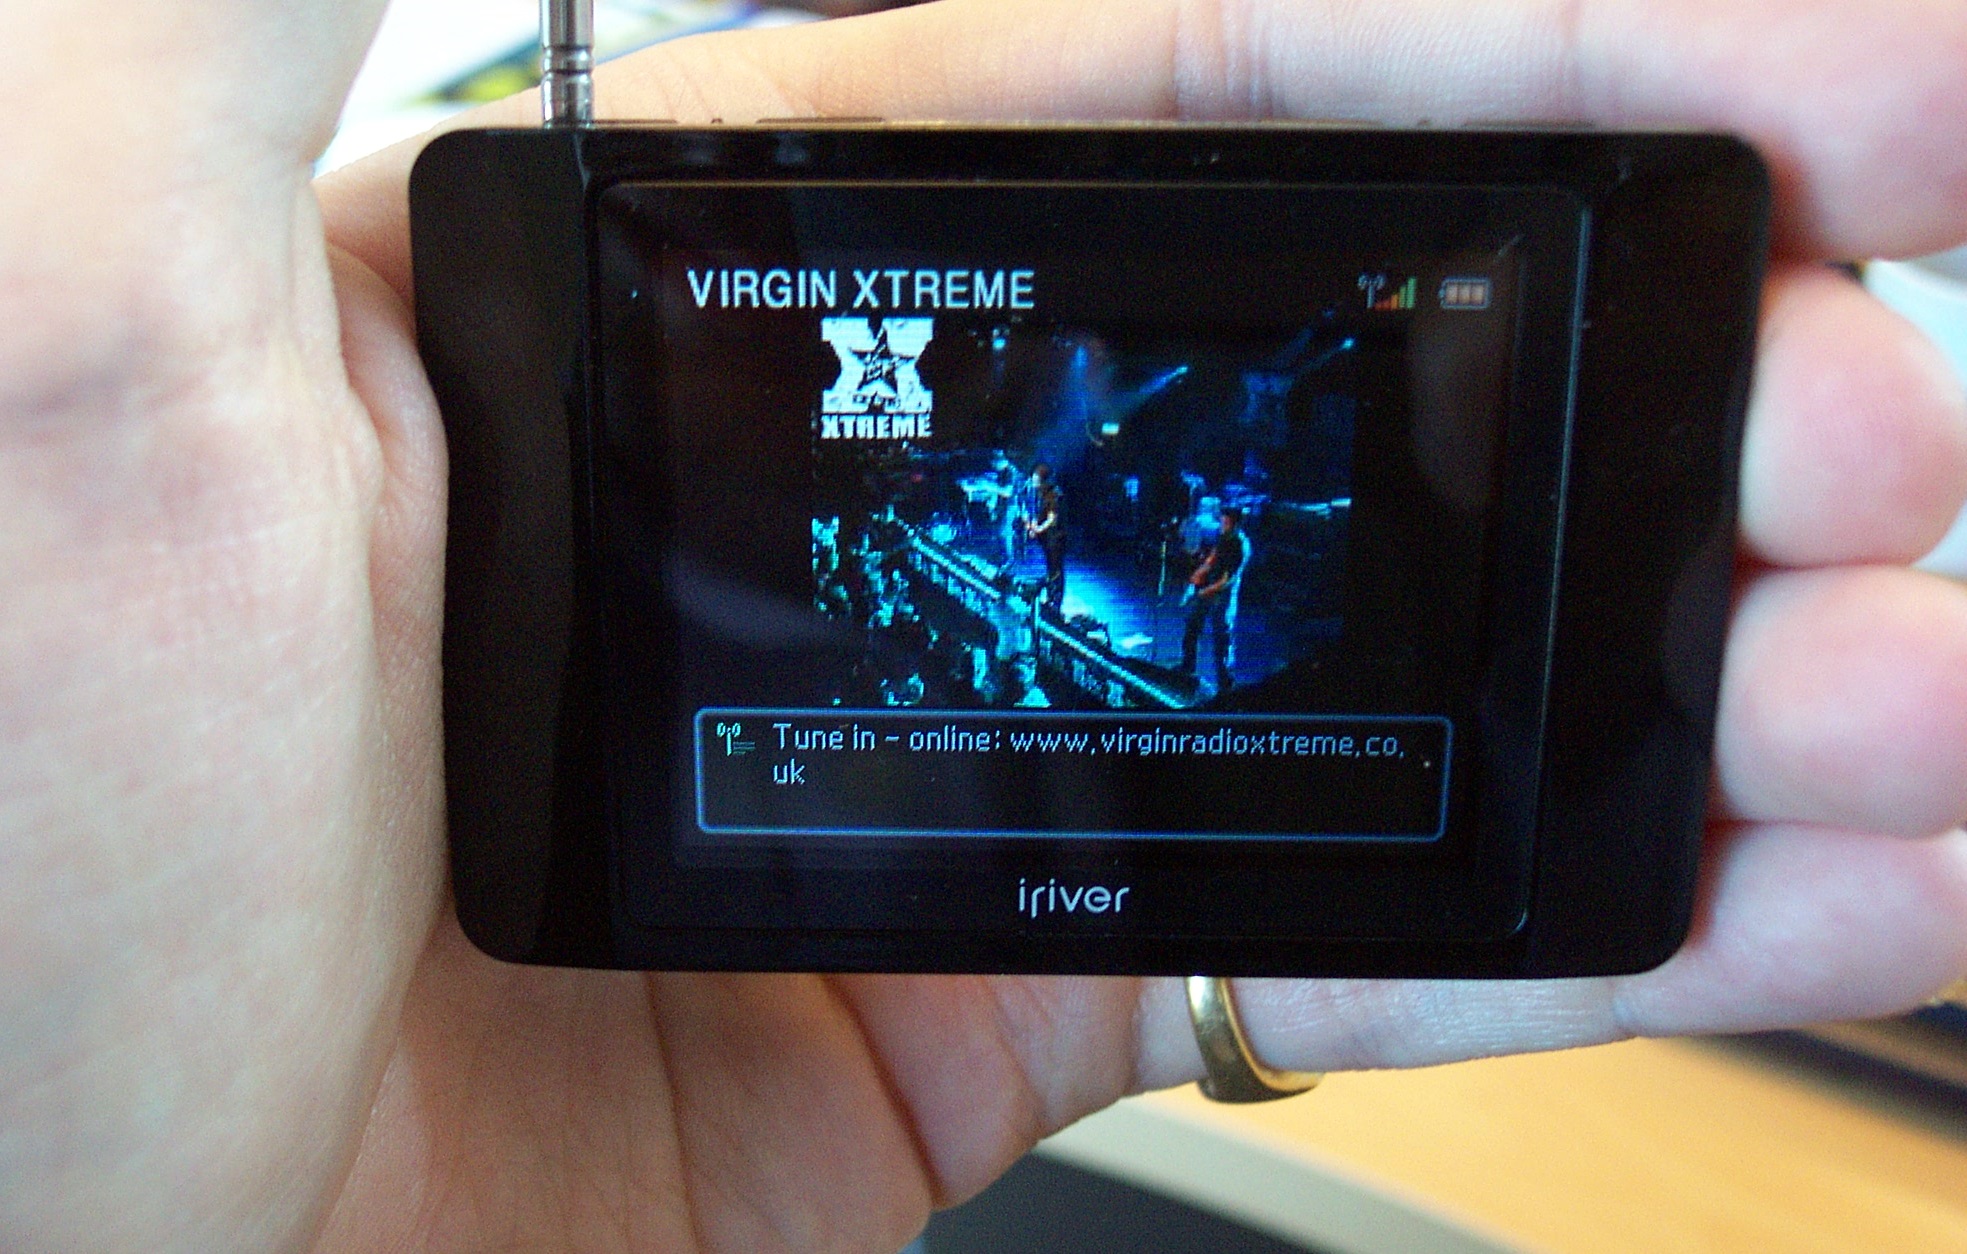 VIRGIN XTREME
X
XTREME
Tune in - online: www.virginradioxtreme.co.
uk
iriver